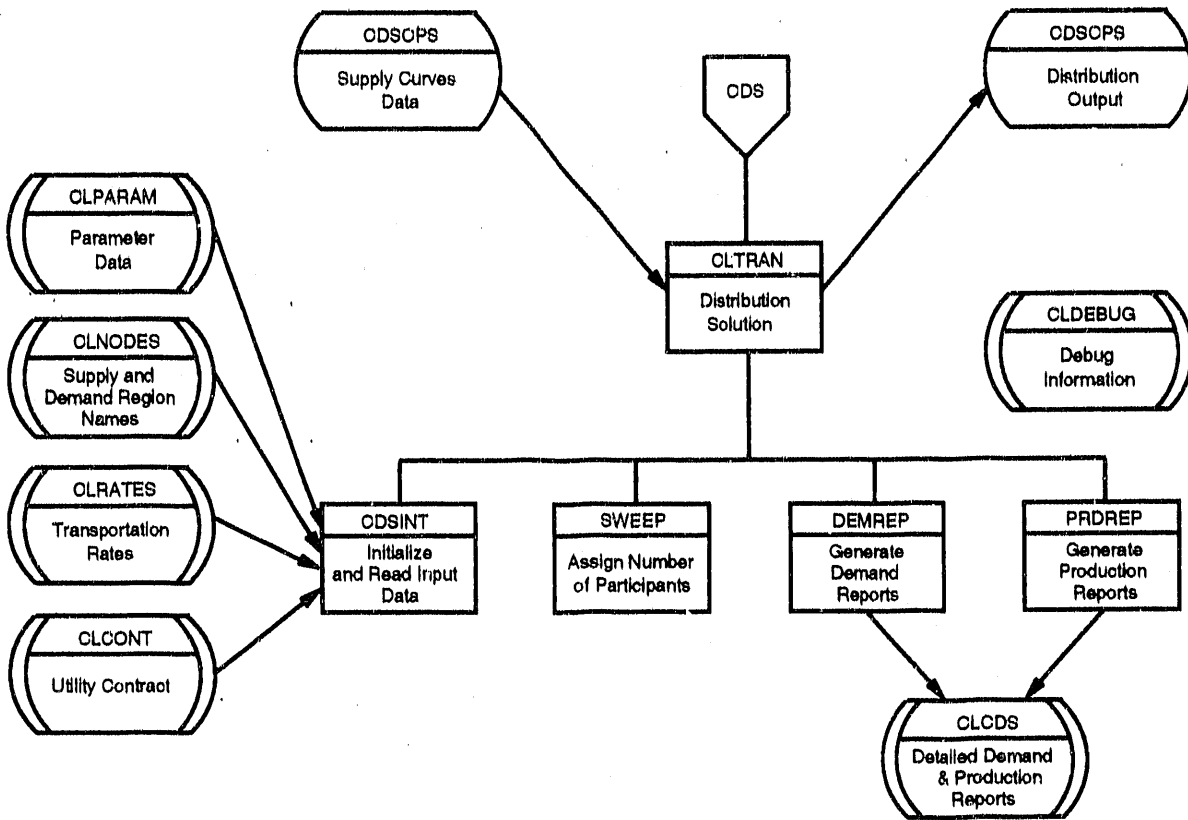 CDSCPS
Supply Curves
Data
CDS
CDSCPS
Distribution
Output
CLPARAM
Parameter
Data
CLTRAN
Distribution
Solution
CLNODES
Supply and
Demand Region
Names
CLDEBUG
Debug
Information
CLRATES
Transportation
Rates
CDSINT
Initialize
and Read Input
Data
SWEEP
Assign Number
of Participants
DEMREP
Generate
Demand
Reports
PRDREP
Generate
Production
Reports
CLCONT
Utility Contract
CLCDS
Detailed Demand
& Production
Reports